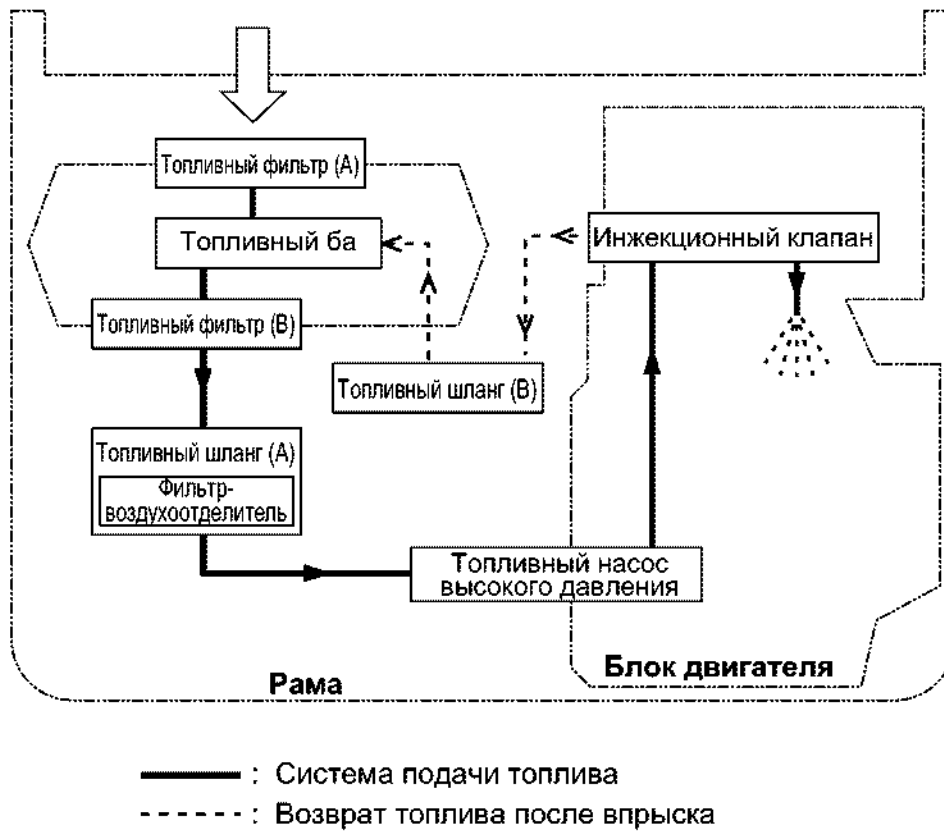 Топливный фильтр (A)
Топливный ба
Инжекционный клапан
Топливный фильтр (B)
Топливный шланг (B)
Топливный шланг (A)
Фильтр-
воздухоотделитель
Топливный насос
высокого давления
Блок двигателя
Рама
: Система подачи топлива
: Возврат топлива после впрыска